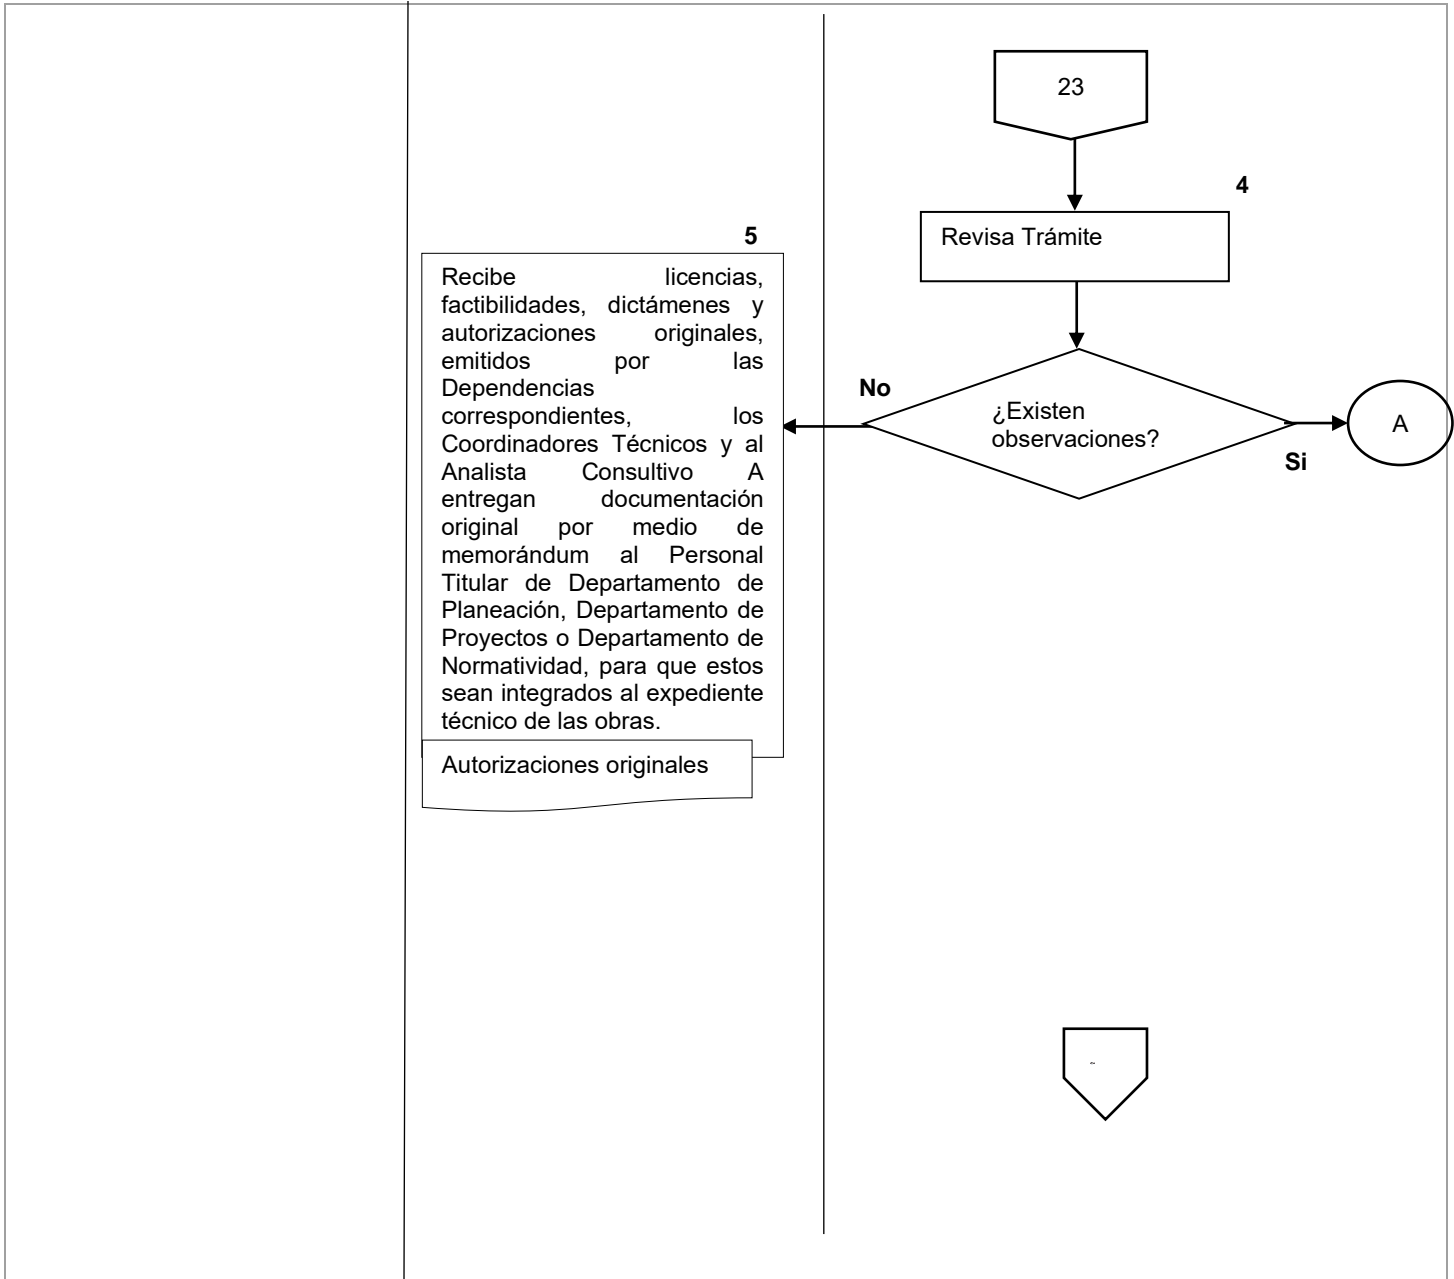 23
4
Revisa Trámite
¿Existen
observaciones?
No
Si
A
5
Recibe licencias,
factibilidades, dictámenes y
autorizaciones originales,
emitidos por las
Dependencias
correspondientes, los
Coordinadores Técnicos y al
Analista Consultivo A
entregan documentación
original por medio de
memorándum al Personal
Titular de Departamento de
Planeación, Departamento de
Proyectos o Departamento de
Normatividad, para que estos
sean integrados al expediente
técnico de las obras.
Autorizaciones originales